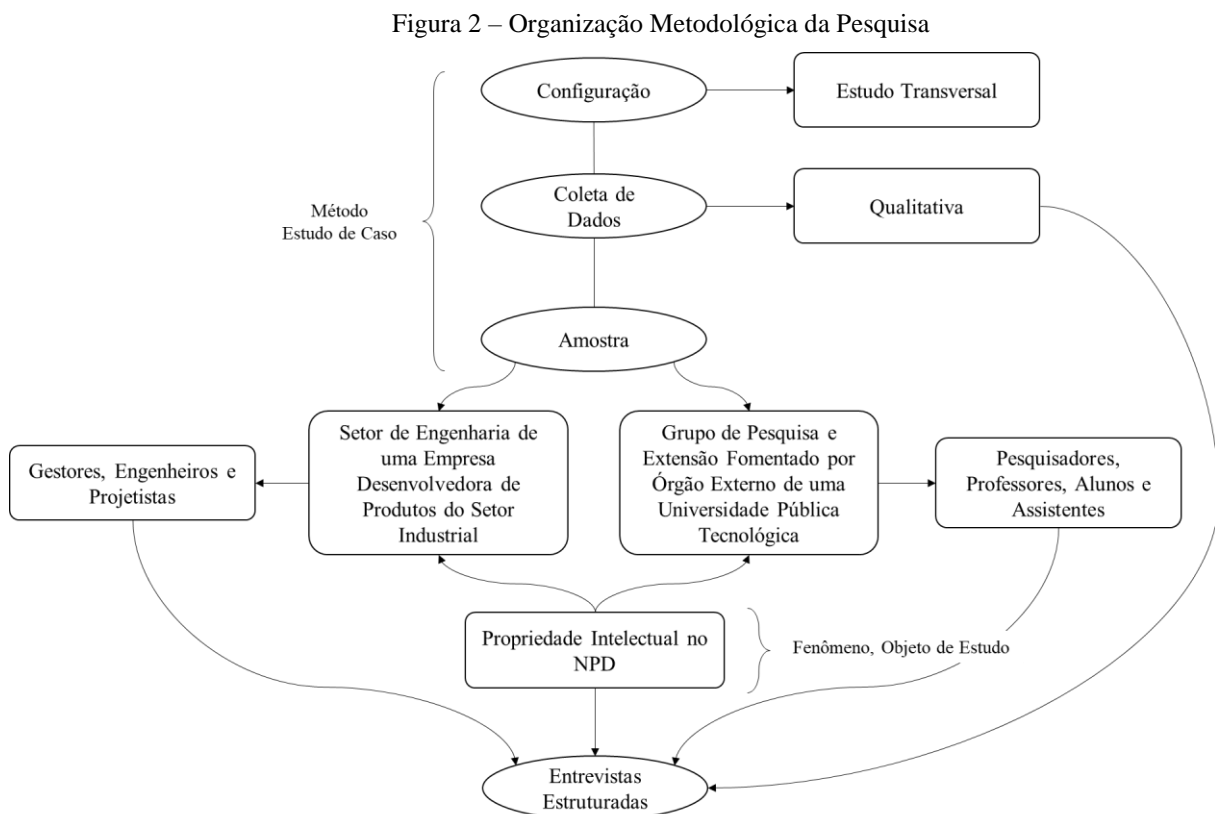 Figura 2 – Organização Metodológica da Pesquisa
Configuração
Estudo Transversal
Método
Estudo de Caso
Coleta de
Dados
Qualitativa
Amostra
Gestores, Engenheiros e
Projetistas
Setor de Engenharia de
uma Empresa
Desenvolvedora de
Produtos do Setor
Industrial
Grupo de Pesquisa e
Extensão Fomentado por
Órgão Externo de uma
Universidade Pública
Tecnológica
Pesquisadores,
Professores, Alunos e
Assistentes
Propriedade Intelectual no
NPD
Fenômeno, Objeto de Estudo
Entrevistas
Estruturadas